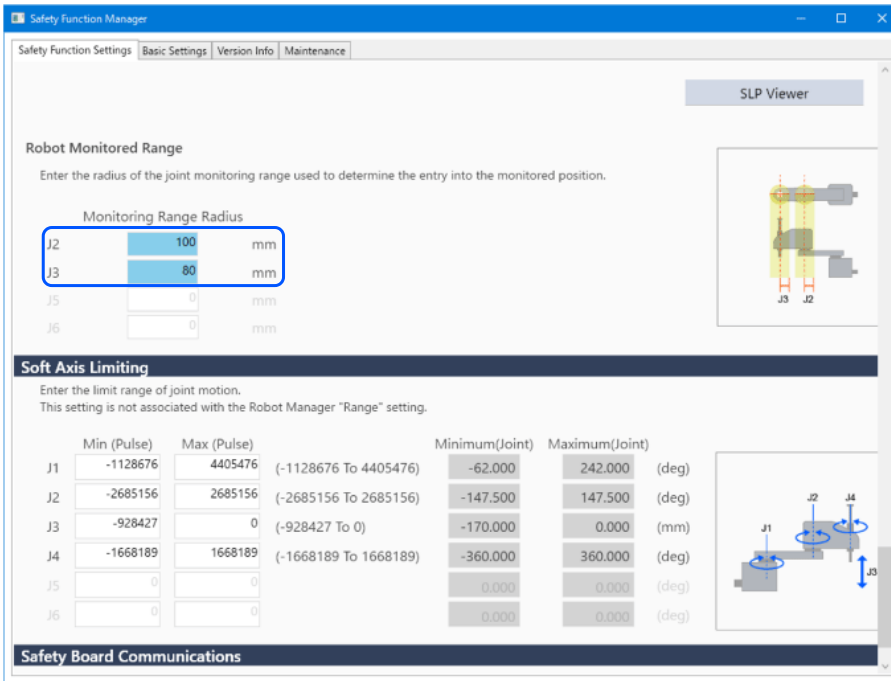 Safety Function Manager
Safety Function Settings Basic Settings Version Info Maintenance
SLP Viewer
Robot Monitored Range
Enter the radius of the joint monitoring range used to determine the entry into the monitored position.
Monitoring Range Radius
J2 100 mm
J3 80 mm
J5 0 mm
J6 0 mm
J3 J2
Soft Axis Limiting
Enter the limit range of joint motion.
This setting is not associated with the Robot Manager "Range" setting.
Min (Pulse) Max (Pulse) Minimum(Joint) Maximum(Joint)
J1 -1128676 4405476 (-1128676 To 4405476) -62.000 242.000 (deg)
J2 -2685156 2685156 (-2685156 To 2685156) -147.500 147.500 (deg)
J3 -928427 0 (-928427 To 0) -170.000 0.000 (mm)
J4 -1668189 1668189 (-1668189 To 1668189) -360.000 360.000 (deg)
J5 0 0 0.000 0.000 (deg)
J6 0 0 0.000 0.000 (deg)
J2 J4
J1
J3
Safety Board Communications